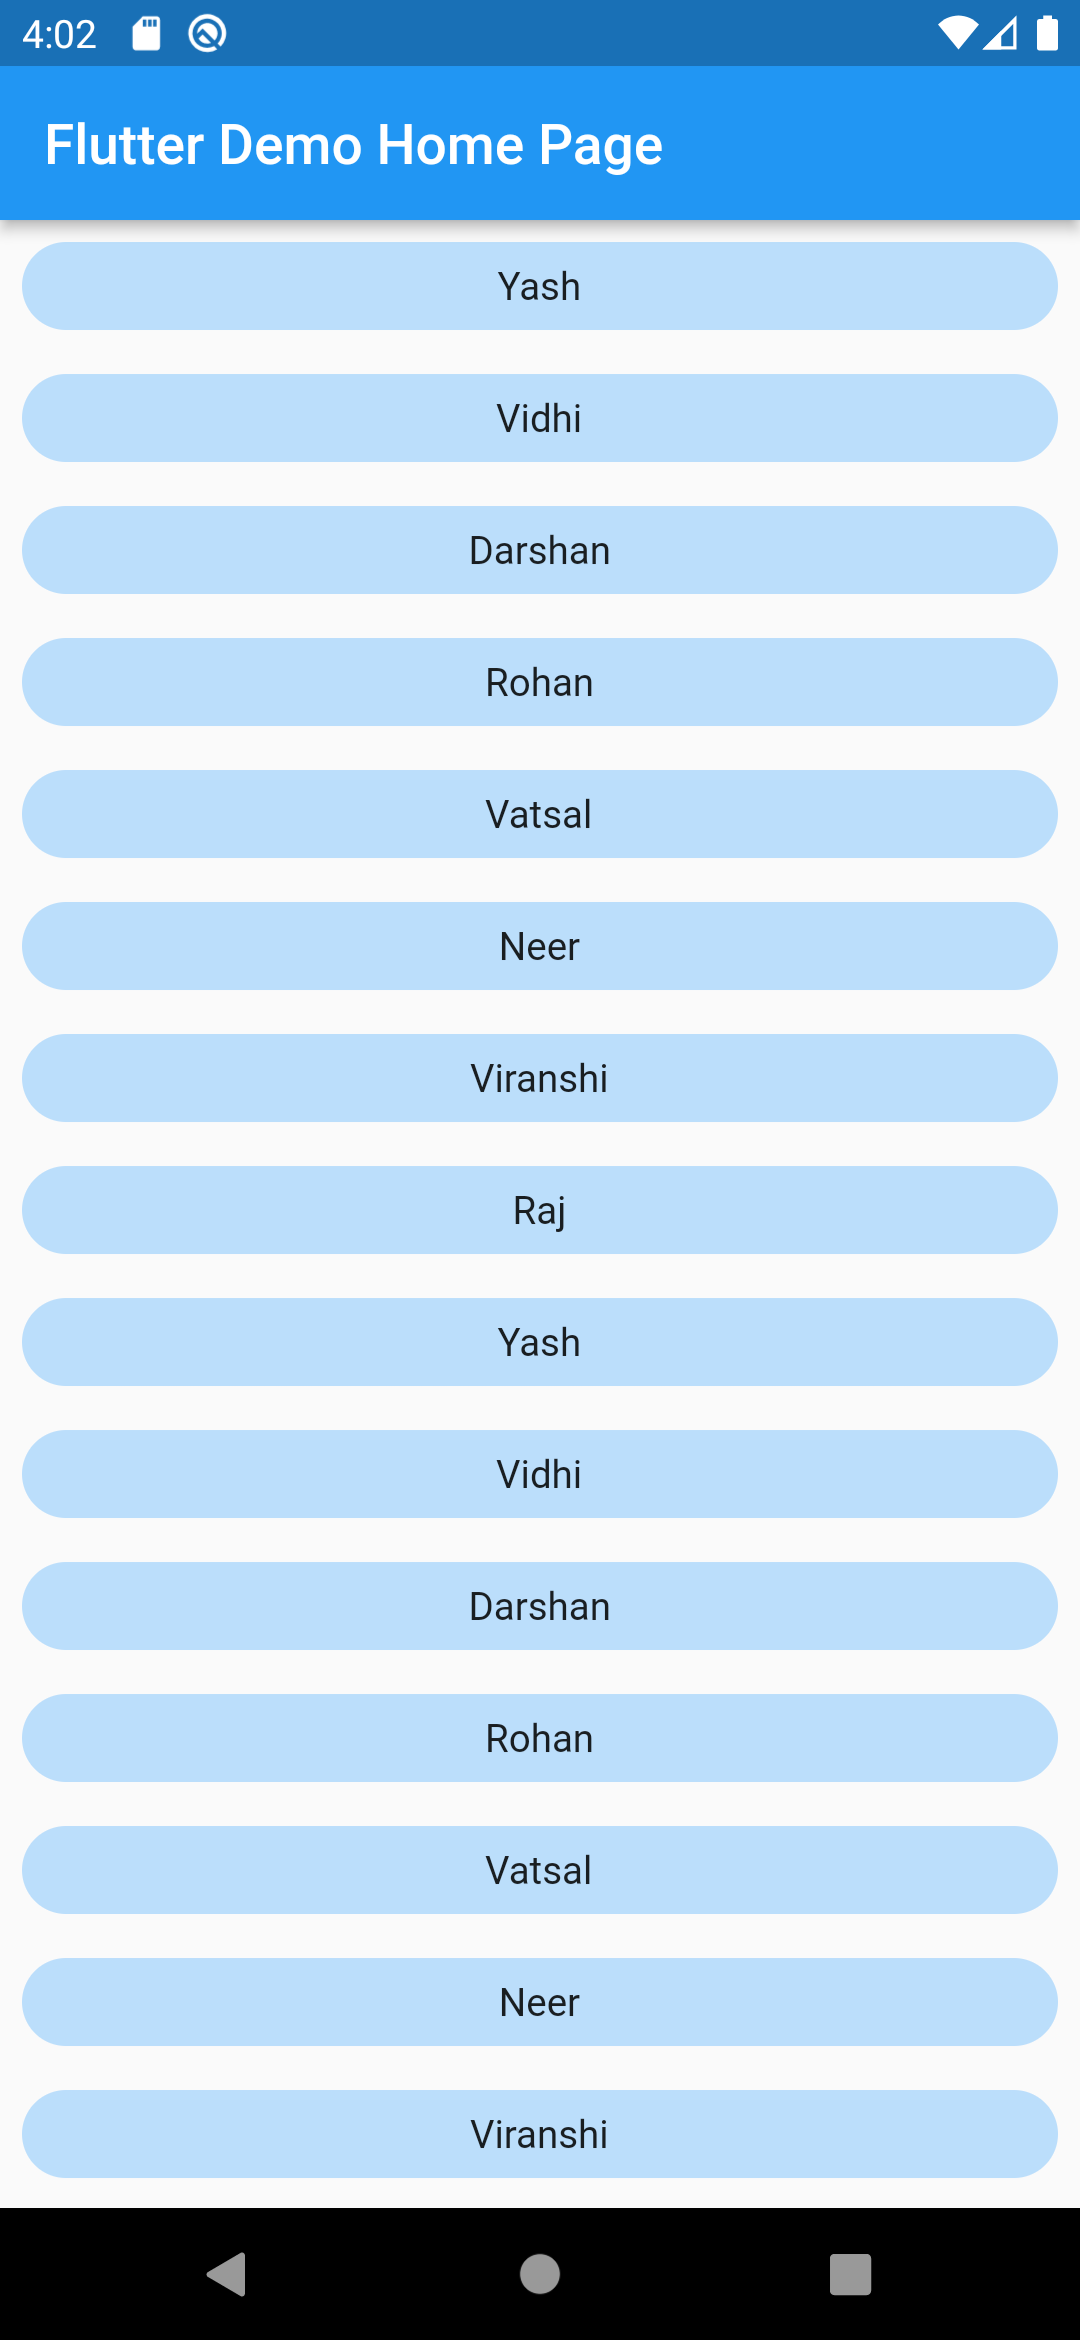 4:02
Flutter Demo Home Page
Yash
Vidhi
Darshan
Rohan
Vatsal
Neer
Viranshi
Raj
Yash
Vidhi
Darshan
Rohan
Vatsal
Neer
Viranshi